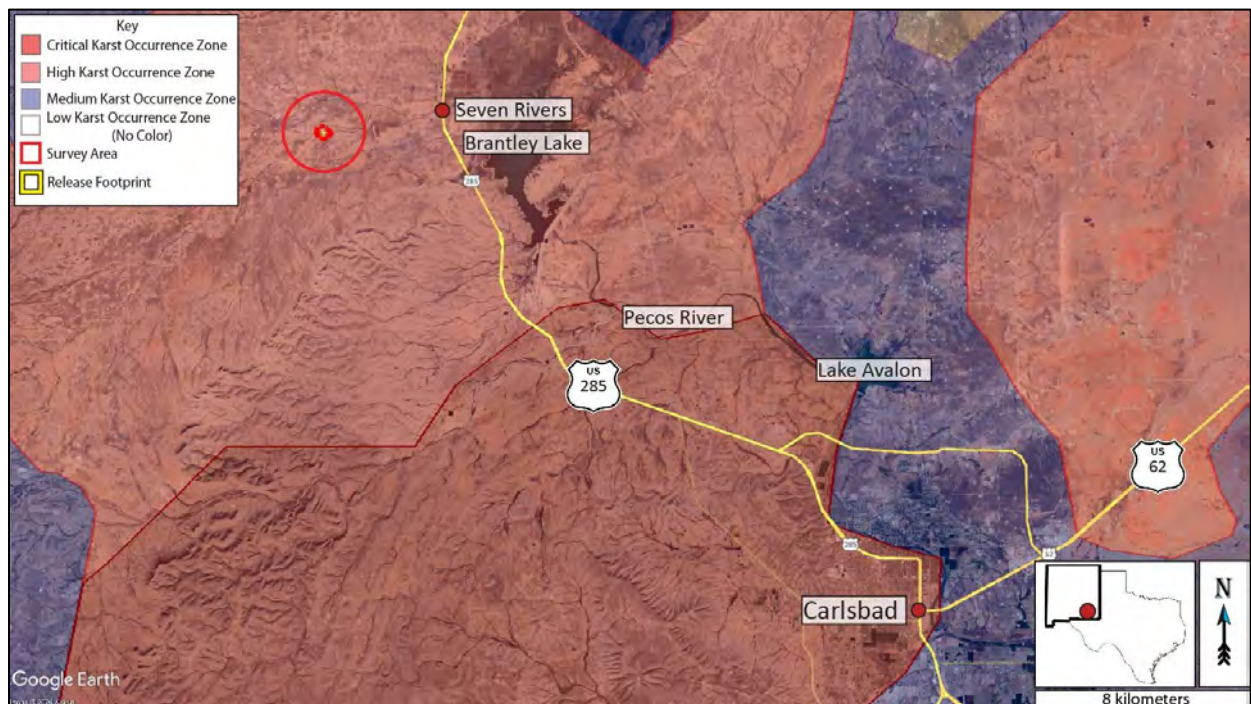 Key
Critical Karst Occurrence Zone
High Karst Occurrence Zone
Medium Karst Occurrence Zone
Low Karst Occurrence Zone
(No Color)
Survey Area
Release Footprint
Seven Rivers
Brantley Lake
285
Pecos River
Lake Avalon
US
285
US
62
285
62
Carlsbad
N
Google Earth
8 kilometers